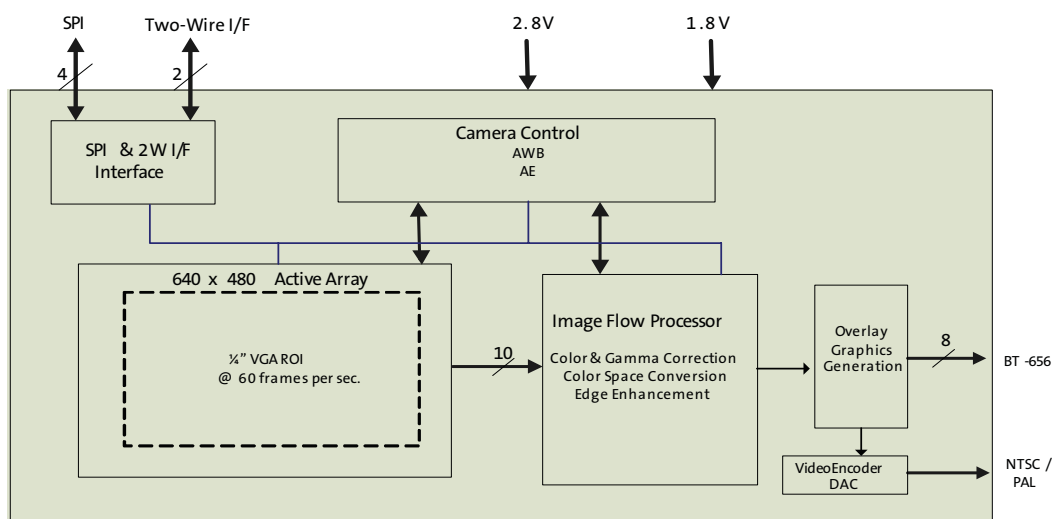 SPI
Two-Wire I/F
2.8V
1.8V
4
2
SPI & 2W I/F
Interface
Camera Control
AWB
AE
640 x 480 Active Array
¼” VGA ROI
@ 60 frames per sec.
10
Image Flow Processor
Color & Gamma Correction
Color Space Conversion
Edge Enhancement
Overlay
Graphics
Generation
8
BT -656
VideoEncoder
DAC
NTSC /
PAL